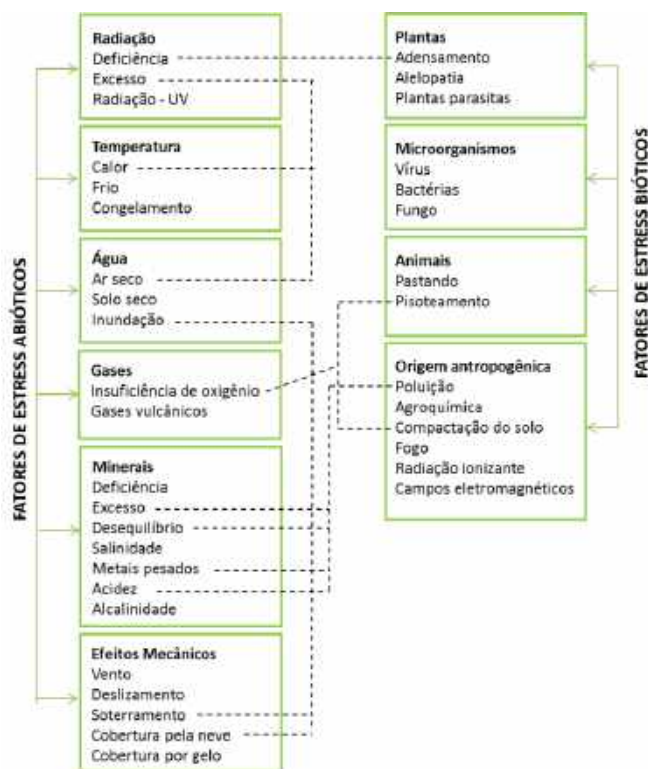 FATORES DE ESTRESS ABIÓTICOS
Radiação
Deficiência
Excesso
Radiação - UV
Temperatura
Calor
Frio
Congelamento
Água
Ar seco
Solo seco
Inundação
Gases
Insuficiência de oxigênio
Gases vulcânicos
Minerais
Deficiência
Excesso
Desequilíbrio
Salinidade
Metais pesados
Acidez
Alcalinidade
Efeitos Mecânicos
Vento
Deslizamento
Soterramento
Cobertura pela neve
Cobertura por gelo
Plantas
Adensamento
Alelopatia
Plantas parasitas
Microorganismos
Vírus
Bactérias
Fungo
Animais
Pastando
Pisoteamento
Origem antropogênica
Poluição
Agroquímica
Compactação do solo
Fogo
Radiação ionizante
Campos eletromagnéticos
FATORES DE ESTRESS BIÓTICOS